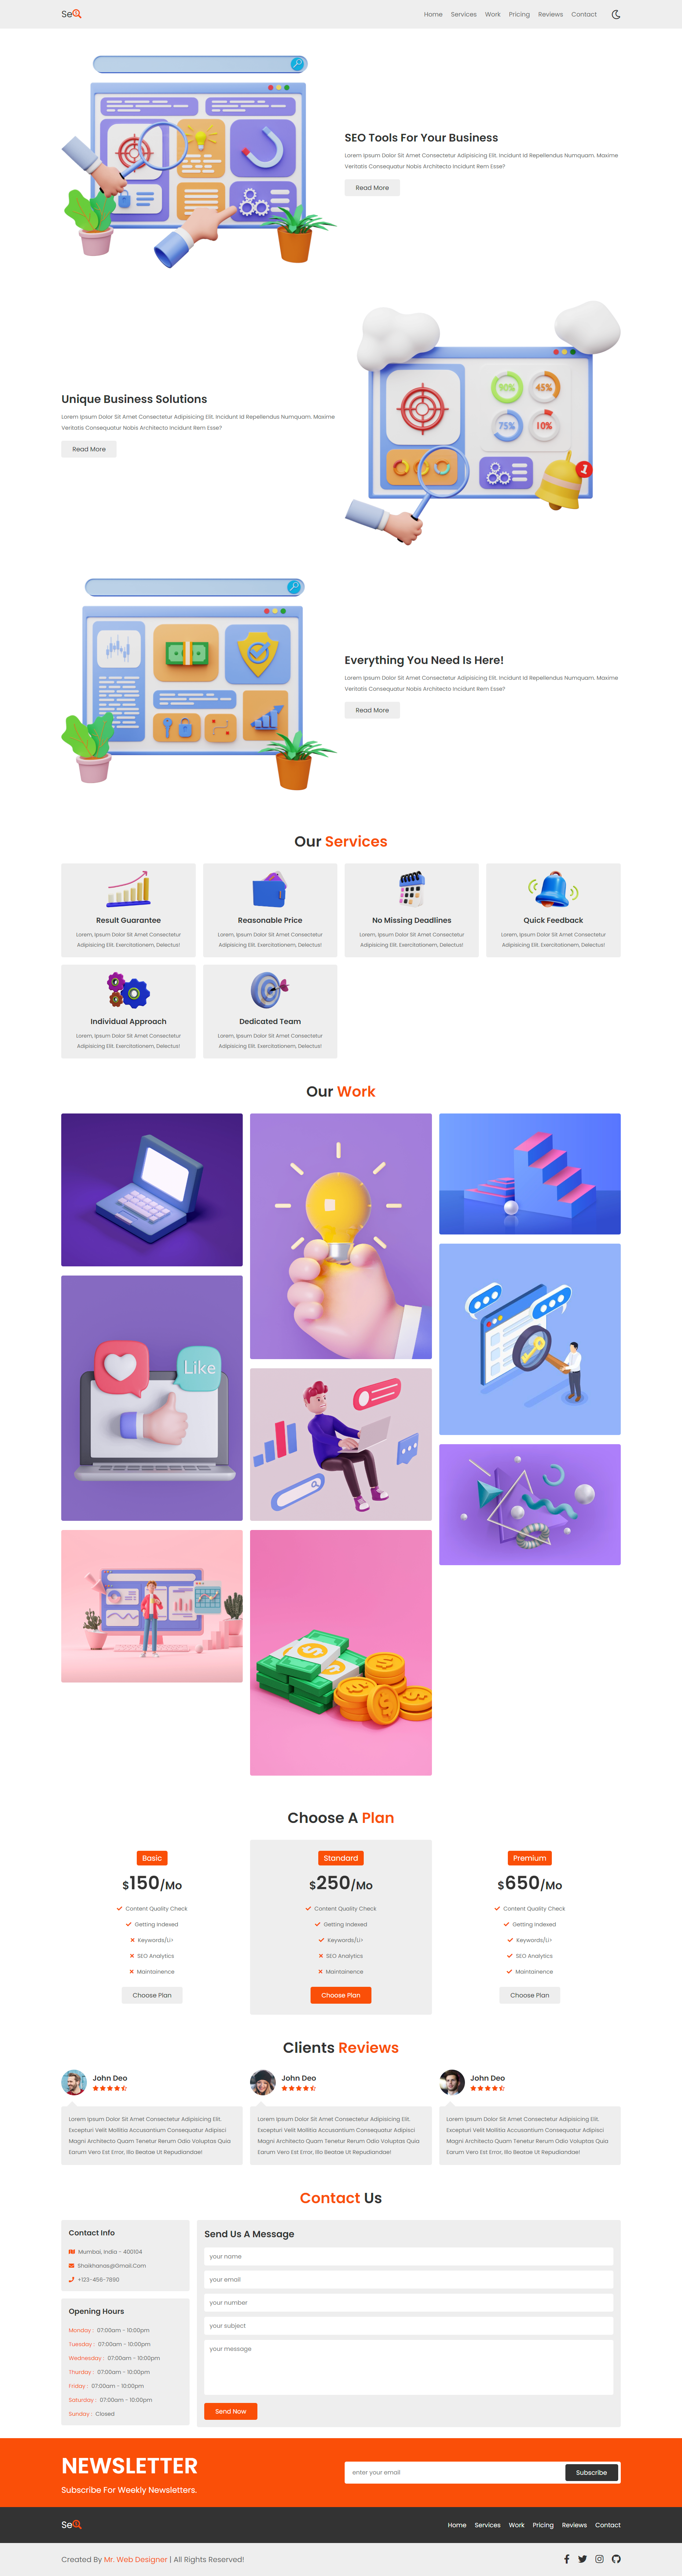 Se
Home Services Work Pricing Reviews Contact
SEO Tools For Your Business
Lorem Ipsum Dolor Sit Amet Consectetur Adipisicing Elit. Incidunt Id Repellendus Numquam. Maxime
Veritatis Consequatur Nobis Architecto Incidunt Rem Esse?
Read More
Unique Business Solutions
Lorem Ipsum Dolor Sit Amet Consectetur Adipisicing Elit. Incidunt Id Repellendus Numquam. Maxime
Veritatis Consequatur Nobis Architecto Incidunt Rem Esse?
Read More
90% 45%
75% 10%
1
Everything You Need Is Here!
Lorem Ipsum Dolor Sit Amet Consectetur Adipisicing Elit. Incidunt Id Repellendus Numquam. Maxime
Veritatis Consequatur Nobis Architecto Incidunt Rem Esse?
Read More
Our Services
Result Guarantee
Lorem, Ipsum Dolor Sit Amet Consectetur
Adipisicing Elit. Exercitationem, Delectus!
Reasonable Price
Lorem, Ipsum Dolor Sit Amet Consectetur
Adipisicing Elit. Exercitationem, Delectus!
No Missing Deadlines
Lorem, Ipsum Dolor Sit Amet Consectetur
Adipisicing Elit. Exercitationem, Delectus!
Quick Feedback
Lorem, Ipsum Dolor Sit Amet Consectetur
Adipisicing Elit. Exercitationem, Delectus!
Individual Approach
Lorem, Ipsum Dolor Sit Amet Consectetur
Adipisicing Elit. Exercitationem, Delectus!
Dedicated Team
Lorem, Ipsum Dolor Sit Amet Consectetur
Adipisicing Elit. Exercitationem, Delectus!
Our Work
Like
Choose A Plan
Basic
$150/Mo
Content Quality Check
Getting Indexed
Keywords/Li>
SEO Analytics
Maintainence
Choose Plan
Standard
$250/Mo
Content Quality Check
Getting Indexed
Keywords/Li>
SEO Analytics
Maintainence
Choose Plan
Premium
$650/Mo
Content Quality Check
Getting Indexed
Keywords/Li>
SEO Analytics
Maintainence
Choose Plan
Clients Reviews
John Deo
Lorem Ipsum Dolor Sit Amet Consectetur Adipisicing Elit.
Excepturi Velit Mollitia Accusantium Consequatur Adipisci
Magni Architecto Quam Tenetur Rerum Odio Voluptas Quia
Earum Vero Est Error, Illo Beatae Ut Repudiandae!
John Deo
Lorem Ipsum Dolor Sit Amet Consectetur Adipisicing Elit.
Excepturi Velit Mollitia Accusantium Consequatur Adipisci
Magni Architecto Quam Tenetur Rerum Odio Voluptas Quia
Earum Vero Est Error, Illo Beatae Ut Repudiandae!
John Deo
Lorem Ipsum Dolor Sit Amet Consectetur Adipisicing Elit.
Excepturi Velit Mollitia Accusantium Consequatur Adipisci
Magni Architecto Quam Tenetur Rerum Odio Voluptas Quia
Earum Vero Est Error, Illo Beatae Ut Repudiandae!
Contact Us
Contact Info
Mumbai, India - 400104
Shaikhanas@Gmail.Com
+123-456-7890
Opening Hours
Monday : 07:00am - 10:00pm
Tuesday : 07:00am - 10:00pm
Wednesday : 07:00am - 10:00pm
Thurday : 07:00am - 10:00pm
Friday : 07:00am - 10:00pm
Saturday : 07:00am - 10:00pm
Sunday : Closed
Send Us A Message
your name
your email
your number
your subject
your message
Send Now
NEWSLETTER
Subscribe For Weekly Newsletters.
enter your email
Subscribe
Se
Home Services Work Pricing Reviews Contact
Created By Mr. Web Designer | All Rights Reserved!